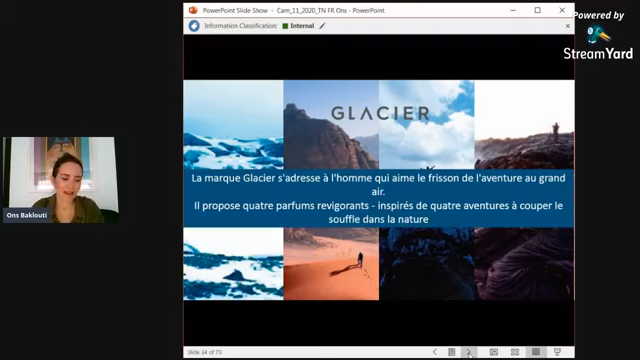 PowerPoint Slide Show - Cam_11_2020_TN FR Ons - PowerPoint
Information Classification: Internal
Powered by
StreamYard
GLACIER
La marque Glacier s'adresse à l'homme qui aime le frisson de l'aventure au grand
air.
Il propose quatre parfums revigorants - inspirés de quatre aventures à couper le
souffle dans la nature
Ons Baklouti
Slide 34 of 73